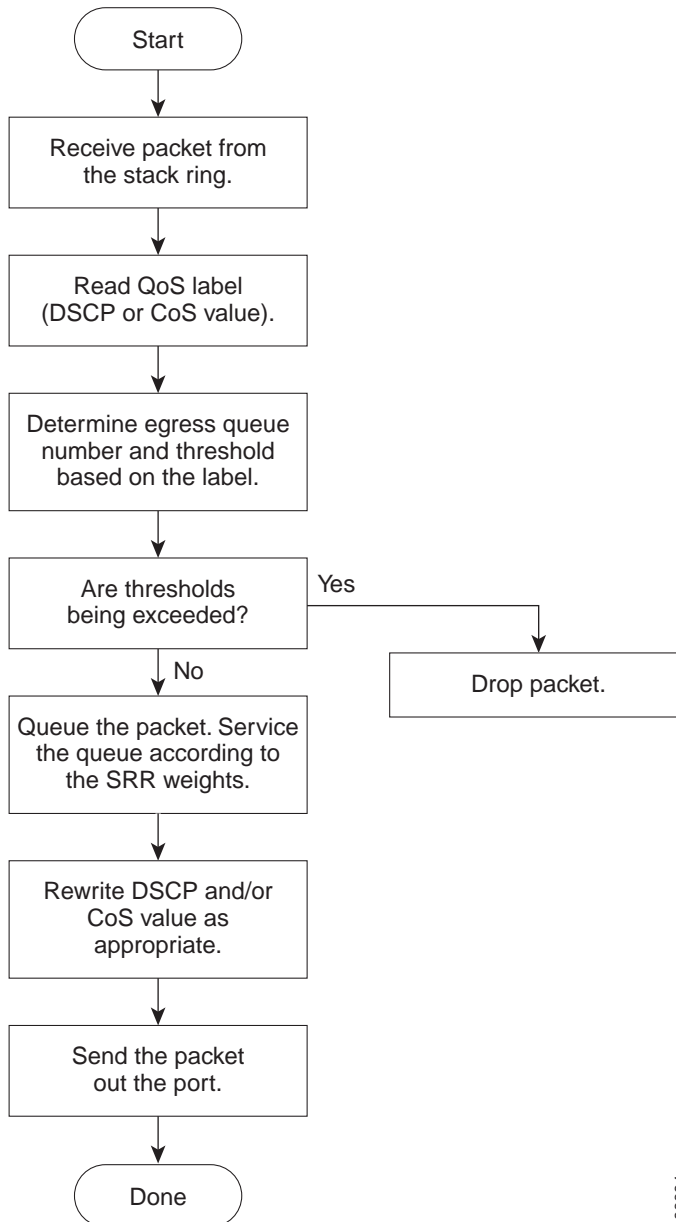 Start
Receive packet from
the stack ring.
Read QoS label
(DSCP or CoS value).
Determine egress queue
number and threshold
based on the label.
Are thresholds
being exceeded?
Yes
No
Drop packet.
Queue the packet. Service
the queue according to
the SRR weights.
Rewrite DSCP and/or
CoS value as
appropriate.
Send the packet
out the port.
Done